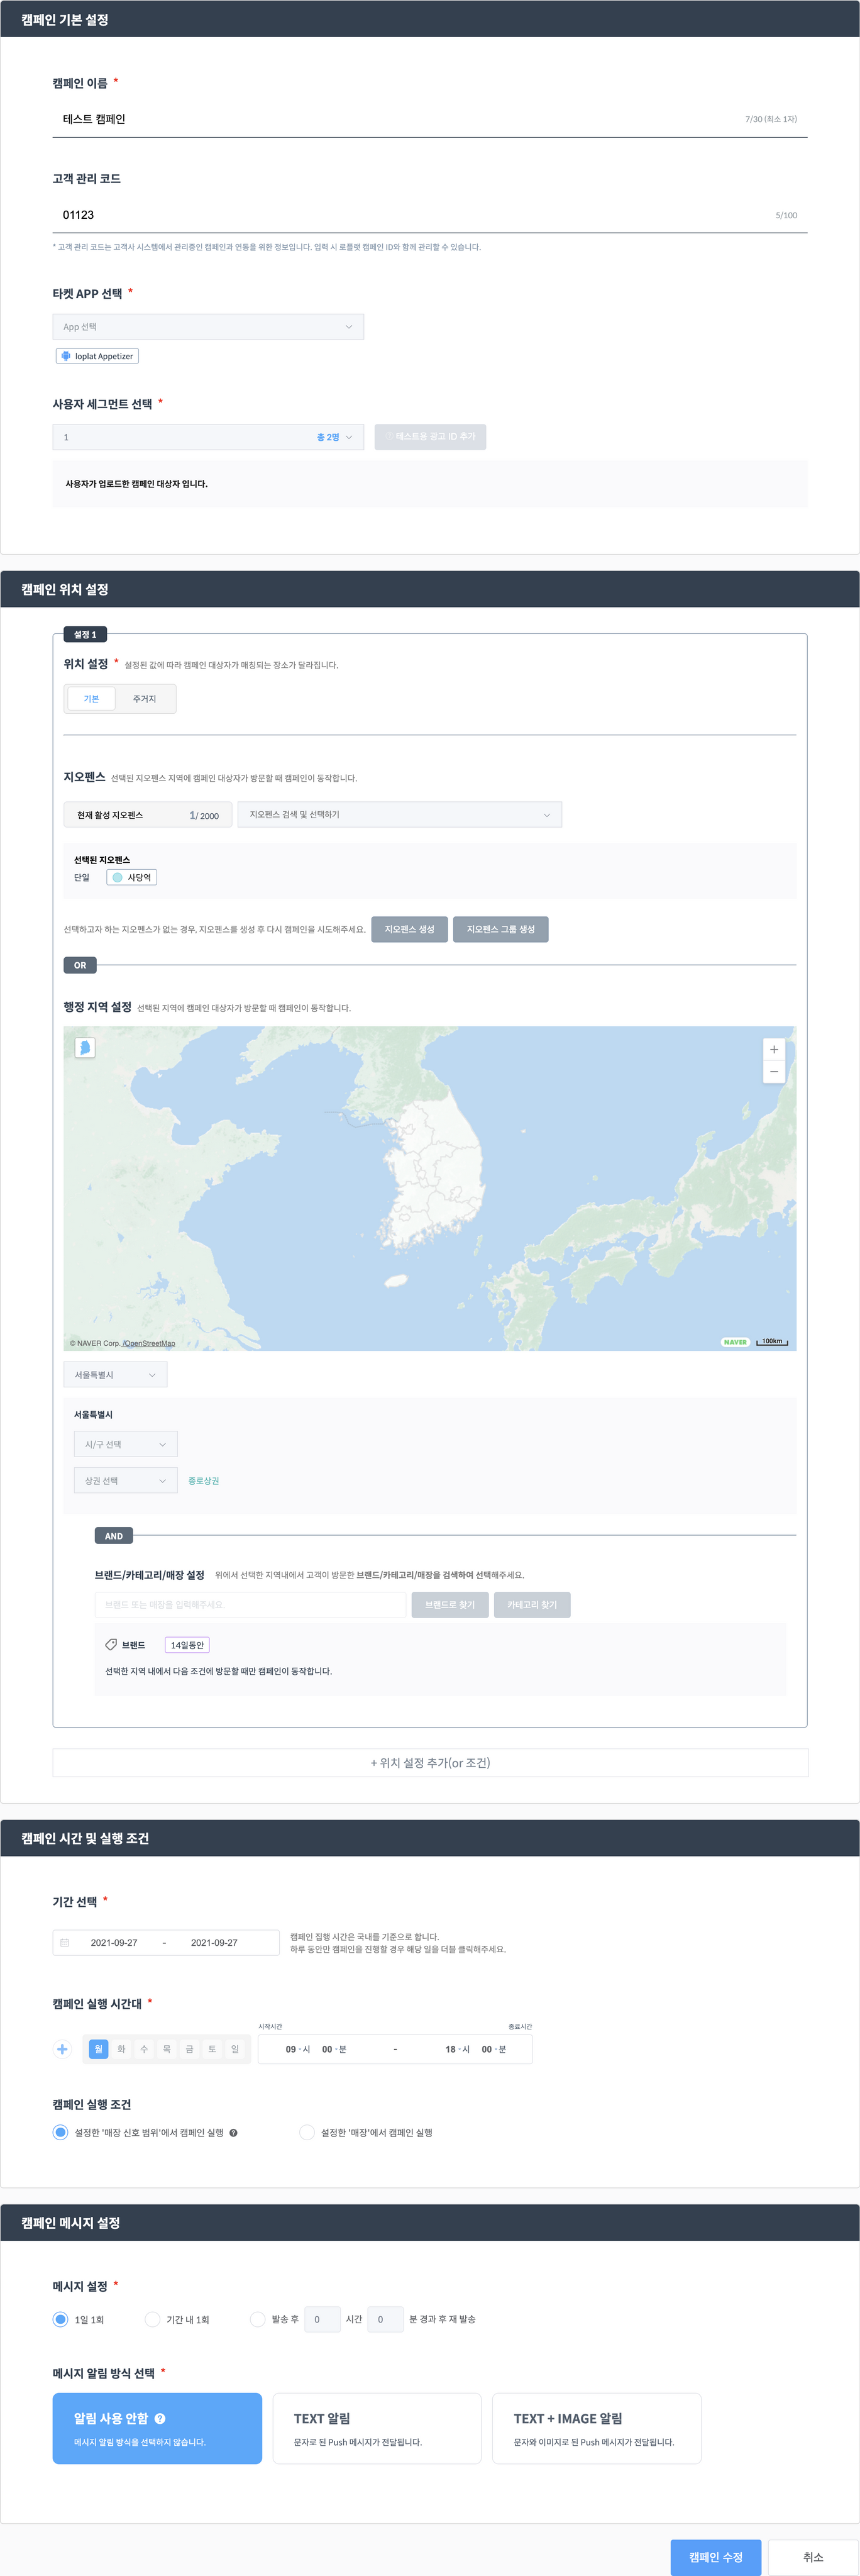 캠페인 기본 설정
캠페인 이름 *
테스트 캠페인 7/30 (최소 1자)
고객 관리 코드
01123 5/100
* 고객 관리 코드는 고객사 시스템에서 관리중인 캠페인과 연동을 위한 정보입니다. 입력 시 로플랫 캠페인 ID와 함께 관리할 수 있습니다.
타켓 APP 선택 *
App 선택
loplat Appetizer
사용자 세그먼트 선택 *
1 총 2명 테스트용 광고 ID 추가
사용자가 업로드한 캠페인 대상자 입니다.
캠페인 위치 설정
설정 1
위치 설정 * 설정된 값에 따라 캠페인 대상자가 매칭되는 장소가 달라집니다.
기본 주거지
지오펜스 선택된 지오펜스 지역에 캠페인 대상자가 방문할 때 캠페인이 동작합니다.
현재 활성 지오펜스 1/ 2000 지오펜스 검색 및 선택하기
선택된 지오펜스
단일 사당역
선택하고자 하는 지오펜스가 없는 경우, 지오펜스를 생성 후 다시 캠페인을 시도해주세요. 지오펜스 생성 지오펜스 그룹 생성
OR
행정 지역 설정 선택된 지역에 캠페인 대상자가 방문할 때 캠페인이 동작합니다.
+
−
© NAVER Corp. /OpenStreetMap NAVER 100km
서울특별시
서울특별시
시/구 선택
상권 선택 종로상권
AND
브랜드/카테고리/매장 설정 위에서 선택한 지역내에서 고객이 방문한 브랜드/카테고리/매장을 검색하여 선택해주세요.
브랜드 또는 매장을 입력해주세요. 브랜드로 찾기 카테고리 찾기
브랜드 14일동안
선택한 지역 내에서 다음 조건에 방문할 때만 캠페인이 동작합니다.
+ 위치 설정 추가(or 조건)
캠페인 시간 및 실행 조건
기간 선택 *
2021-09-27 - 2021-09-27 캠페인 집행 시간은 국내를 기준으로 합니다.
하루 동안만 캠페인을 진행할 경우 해당 일을 더블 클릭해주세요.
캠페인 실행 시간대 *
시작시간 종료시간
월 화 수 목 금 토 일 09 시 00 분 - 18 시 00 분
캠페인 실행 조건
설정한 '매장 신호 범위'에서 캠페인 실행 ? 설정한 '매장'에서 캠페인 실행
캠페인 메시지 설정
메시지 설정 *
1일 1회 기간 내 1회 발송 후 0 시간 0 분 경과 후 재 발송
메시지 알림 방식 선택 *
알림 사용 안함 ? TEXT 알림 TEXT + IMAGE 알림
메시지 알림 방식을 선택하지 않습니다. 문자로 된 Push 메시지가 전달됩니다. 문자와 이미지로 된 Push 메시지가 전달됩니다.
캠페인 수정 취소